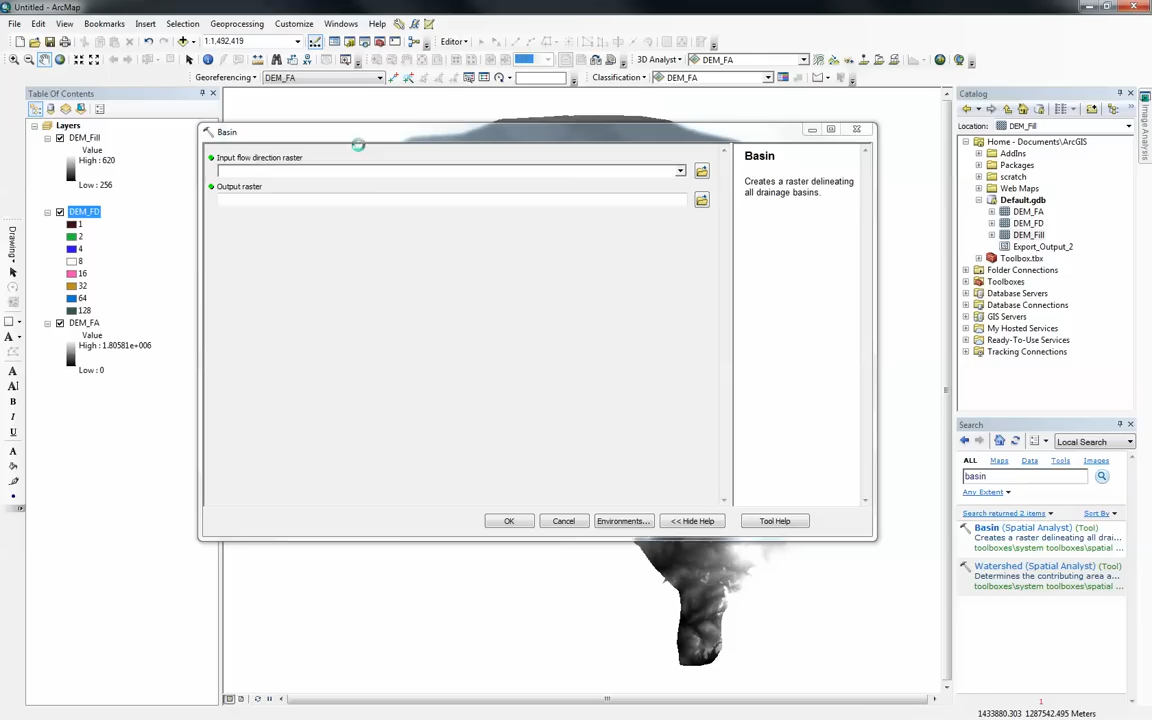 Untitled - ArcMap
File Edit View Bookmarks Insert Selection Geoprocessing Customize Windows Help
1:1,492,419
Editor
3D Analyst DEM_FA
Georeferencing DEM_FA
Classification DEM_FA
Table Of Contents
Layers
DEM_Fill
Value
High : 620
Low : 256
DEM_FD
1
2
4
8
16
32
64
128
DEM_FA
Value
High : 1.80581e+006
Low : 0
Drawing
A
A
A
B
I
U
A
Basin
Input flow direction raster
Output raster
OK Cancel Environments... << Hide Help Tool Help
Basin
Creates a raster delineating
all drainage basins.
Catalog
Location: DEM_Fill
Home - Documents\ArcGIS
AddIns
Packages
scratch
Web Maps
Default.gdb
DEM_FA
DEM_FD
DEM_Fill
Export_Output_2
Toolbox.tbx
Folder Connections
Toolboxes
Database Servers
Database Connections
GIS Servers
My Hosted Services
Ready-To-Use Services
Tracking Connections
Image Analysis
Search
Local Search
ALL Maps Data Tools Images
basin
Any Extent
Search returned 2 items Sort By
Basin (Spatial Analyst) (Tool)
Creates a raster delineating all drai...
toolboxes\system toolboxes\spatial ...
Watershed (Spatial Analyst) (Tool)
Determines the contributing area a...
toolboxes\system toolboxes\spatial ...
1
1433880.303 1287542.495 Meters